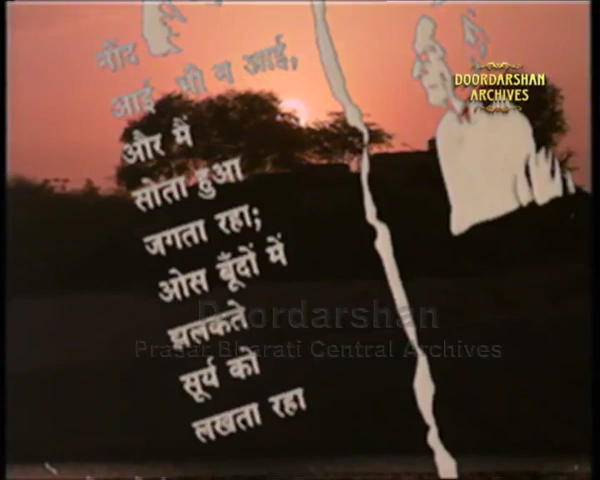 नींद
आई भी न आई,
और मैं
सोता हुआ
जगता रहा;
ओस बूँदों में
झलकते
सूर्य को
लखता रहा
DOORDARSHAN
ARCHIVES
Doordarshan
Prasar Bharati Central Archives